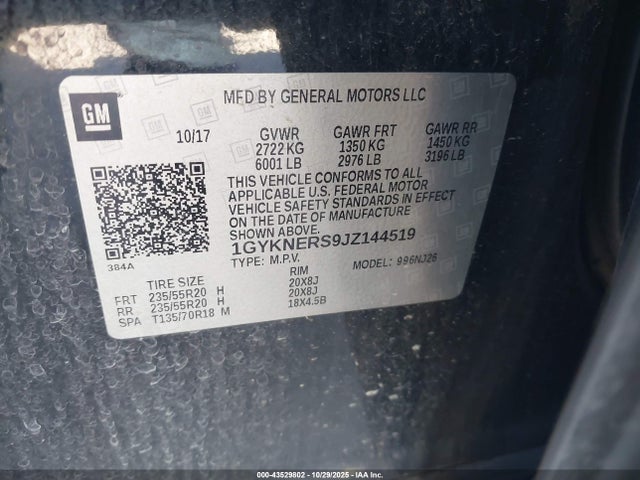 GM
MFD BY GENERAL MOTORS LLC
10/17 GVWR GAWR FRT GAWR RR
2722 KG 1350 KG 1450 KG
6001 LB 2976 LB 3196 LB
THIS VEHICLE CONFORMS TO ALL
APPLICABLE U.S. FEDERAL MOTOR
VEHICLE SAFETY STANDARDS IN EFFECT
ON THE DATE OF MANUFACTURE
SHOWN ABOVE.
1GYKNERS9JZ144519
TYPE: M.P.V. MODEL: 996NJ26
384A
TIRE SIZE RIM
FRT 235/55R20 H 20X8J
RR 235/55R20 H 20X8J
SPA T135/70R18 M 18X4.5B
00-43529802 - 10/29/2025 - IAA Inc.